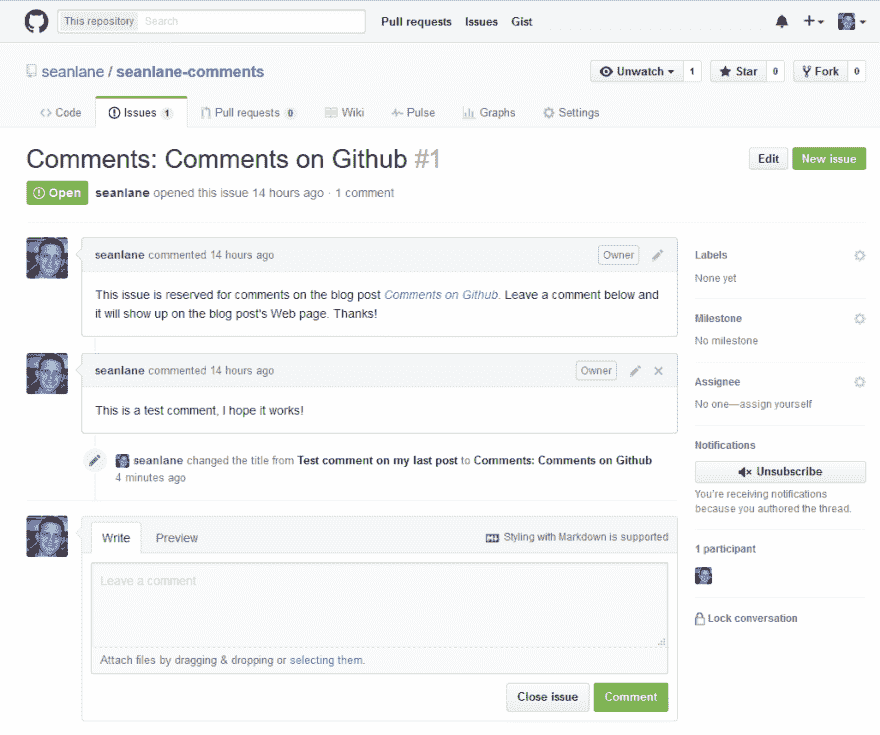 This repository Search Pull requests Issues Gist
seanlane / seanlane-comments
Unwatch 1 Star 0 Fork 0
Code Issues 1 Pull requests 0 Wiki Pulse Graphs Settings
Comments: Comments on Github #1
Edit New issue
Open seanlane opened this issue 14 hours ago · 1 comment
seanlane commented 14 hours ago Owner
This issue is reserved for comments on the blog post Comments on Github. Leave a comment below and
it will show up on the blog post's Web page. Thanks!
seanlane commented 14 hours ago Owner
This is a test comment, I hope it works!
seanlane changed the title from Test comment on my last post to Comments: Comments on Github
4 minutes ago
Write Preview Styling with Markdown is supported
Leave a comment
Attach files by dragging & dropping or selecting them.
Close issue Comment
Labels
None yet
Milestone
No milestone
Assignee
No one—assign yourself
Notifications
Unsubscribe
You're receiving notifications
because you authored the thread.
1 participant
Lock conversation